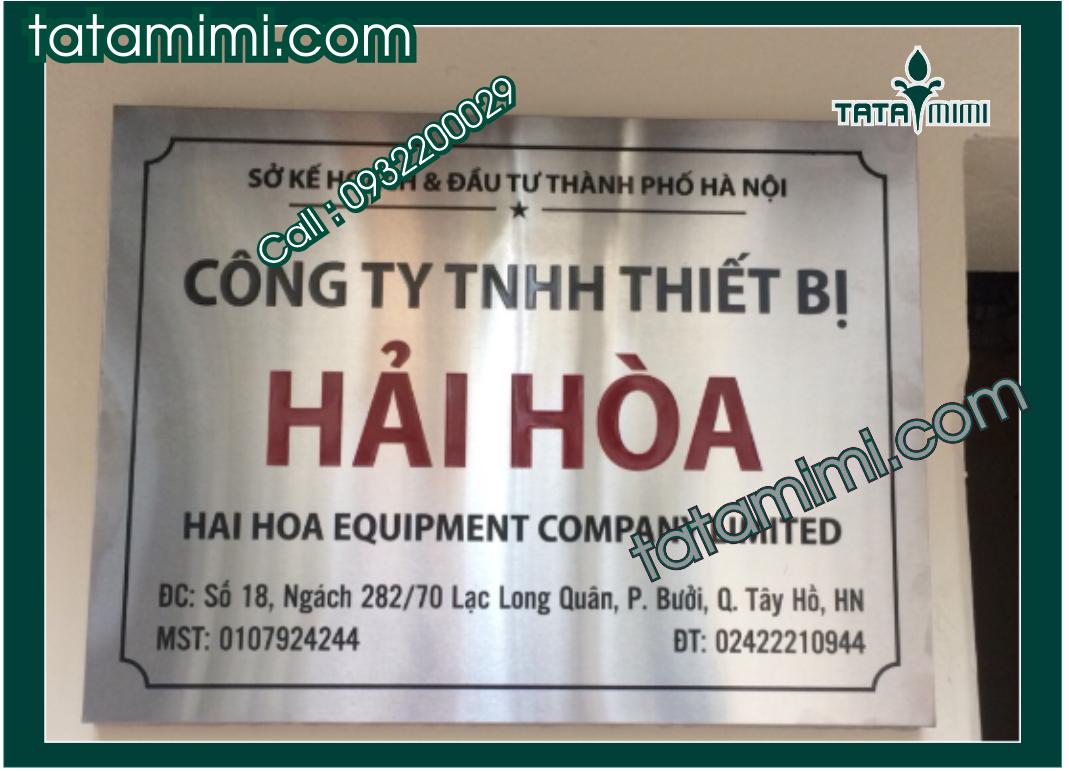 tatamimi.com
TATA MIMI
Call : 0932200029
SỞ KẾ HOẠCH & ĐẦU TƯ THÀNH PHỐ HÀ NỘI
CÔNG TY TNHH THIẾT BỊ
HẢI HÒA
HAI HOA EQUIPMENT COMPANY LIMITED
tatamimi.com
ĐC: Số 18, Ngách 282/70 Lạc Long Quân, P. Bưởi, Q. Tây Hồ, HN
MST: 0107924244 ĐT: 02422210944